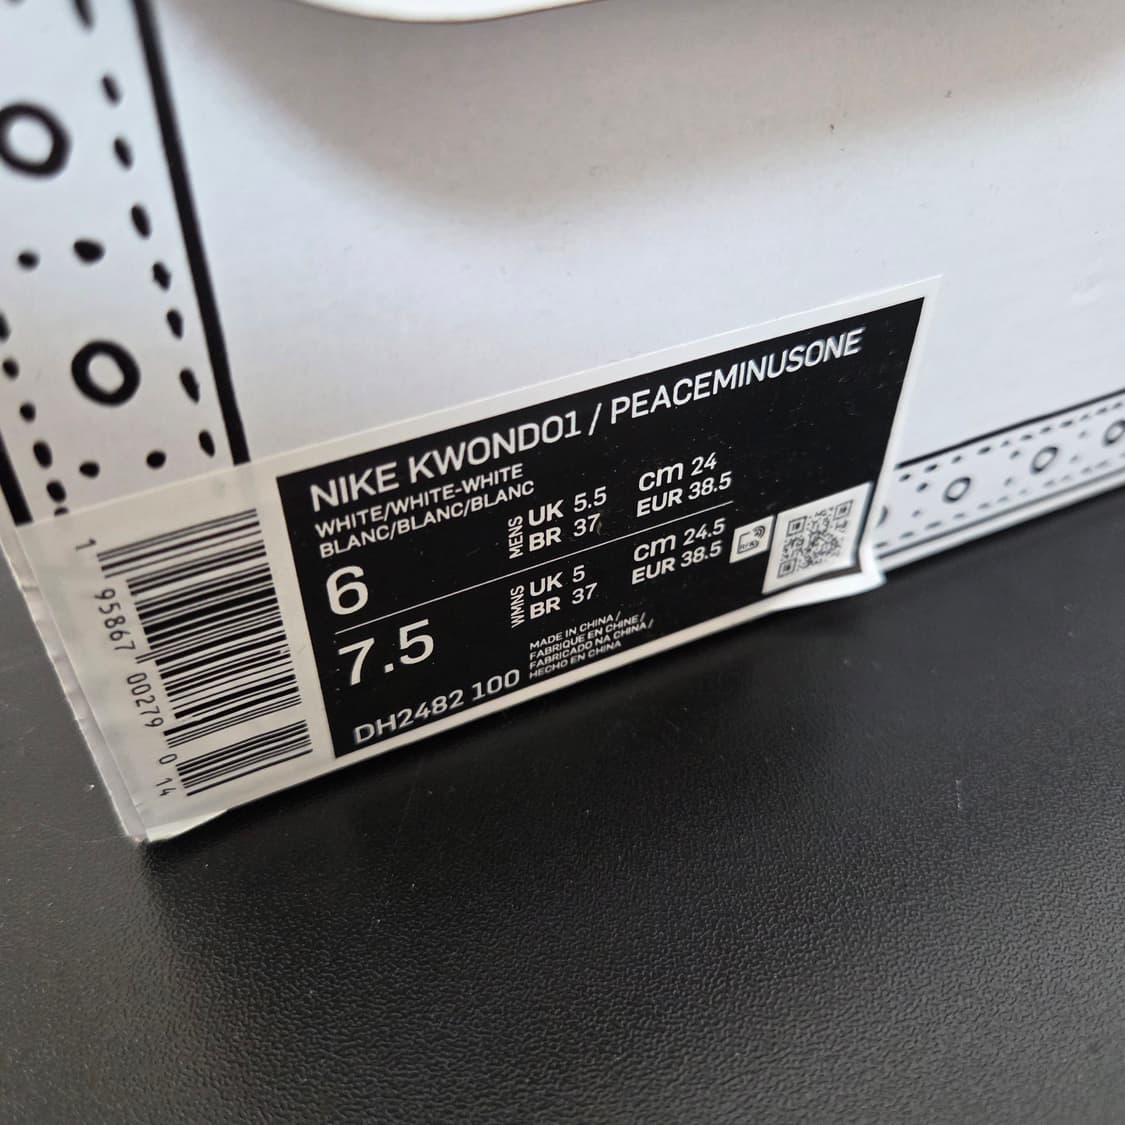 NIKE KWONDO1 / PEACEMINUSONE
WHITE/WHITE-WHITE
BLANC/BLANC/BLANC
6
MENS
UK 5.5
BR 37
cm 24
EUR 38.5
7.5
WMNS
UK 5
BR 37
cm 24.5
EUR 38.5
DH2482 100
MADE IN CHINA/
FABRIQUE EN CHINE/
FABRICADO NA CHINA/
HECHO EN CHINA
1 95867 00279 0 14